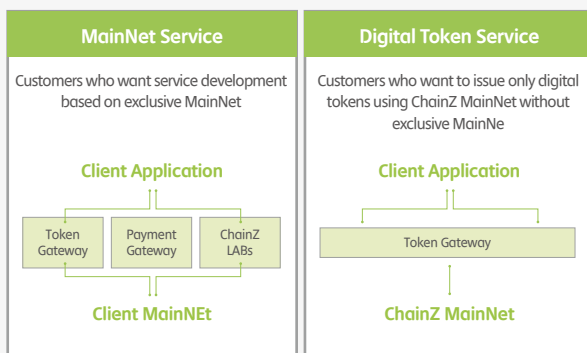 MainNet Service
Customers who want service development
based on exclusive MainNet
Client Application
Token
Gateway
Payment
Gateway
ChainZ
LABs
Client MainNEt
Digital Token Service
Customers who want to issue only digital
tokens using ChainZ MainNet without
exclusive MainNe
Client Application
Token Gateway
ChainZ MainNet